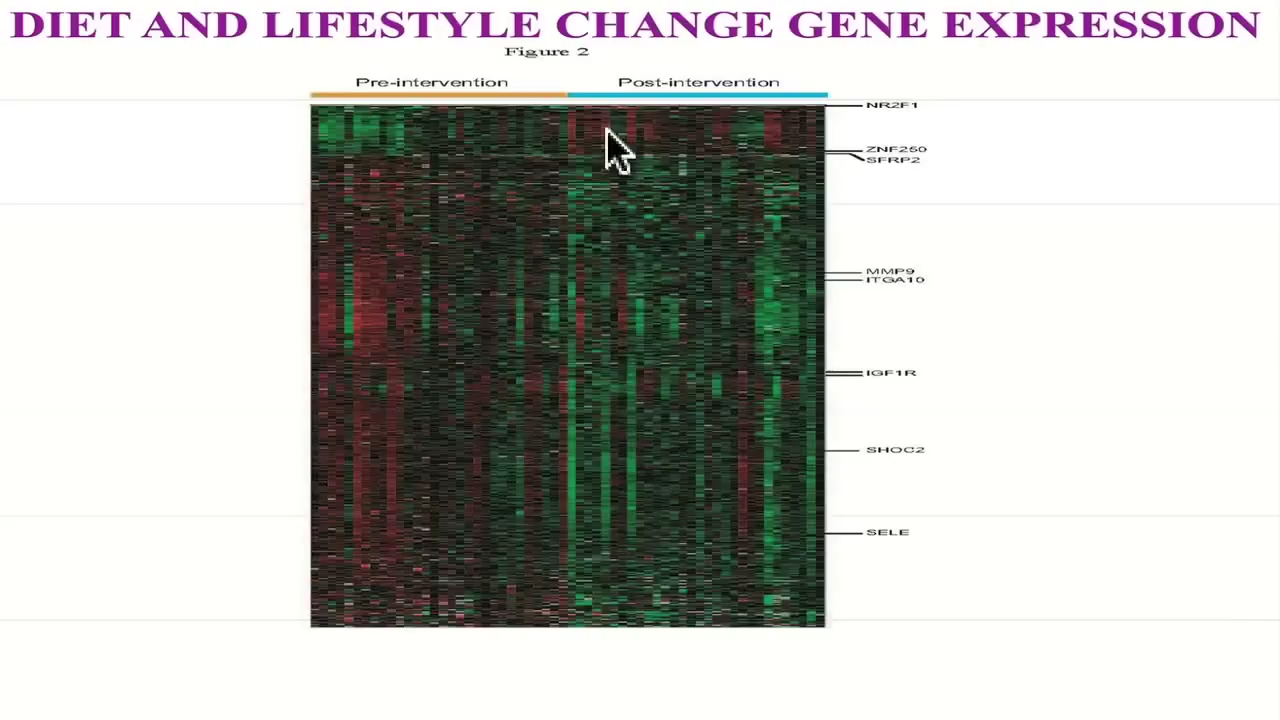 DIET AND LIFESTYLE CHANGE GENE EXPRESSION
Figure 2
Pre-intervention Post-intervention
NR2F1
ZNF250
SFRP2
MMP9
ITGA10
IGF1R
SHOC2
SELE